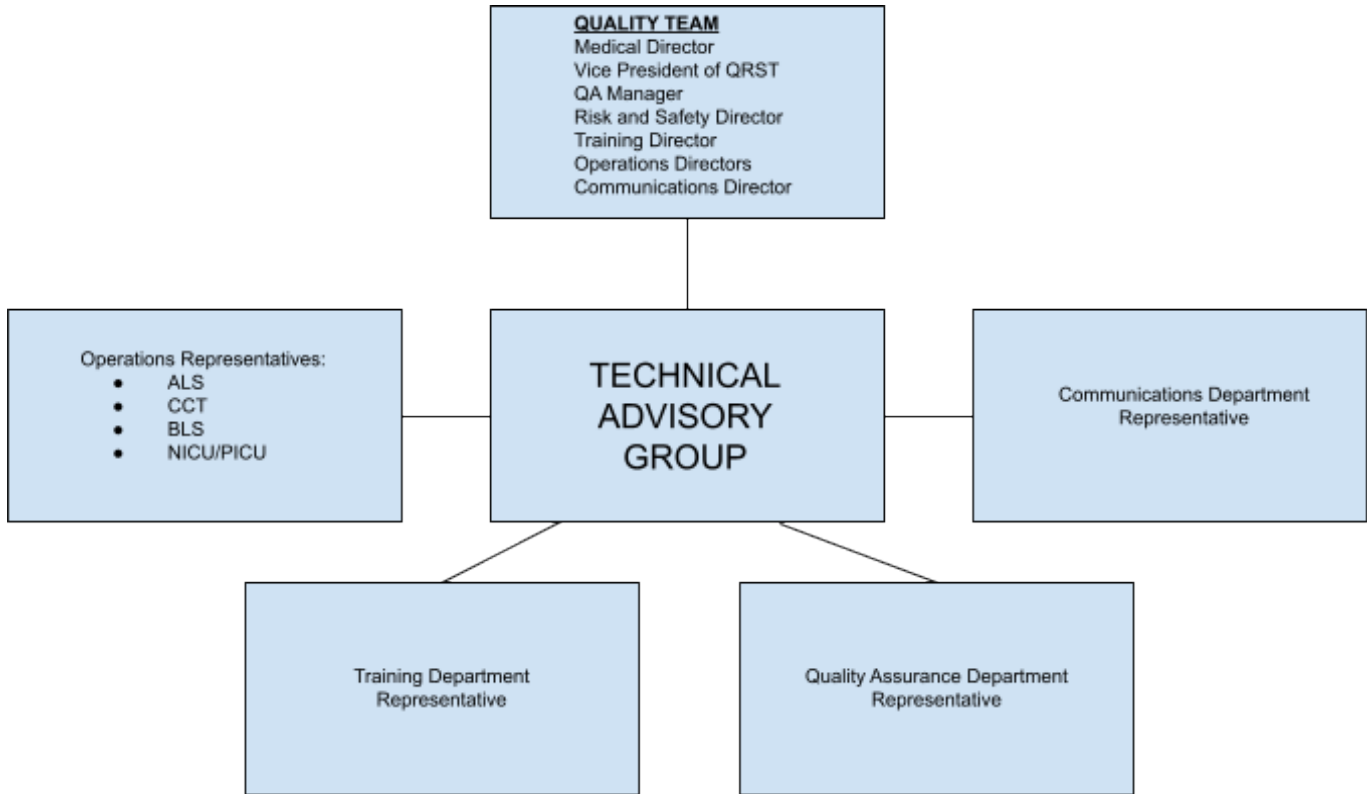 QUALITY TEAM
Medical Director
Vice President of QRST
QA Manager
Risk and Safety Director
Training Director
Operations Directors
Communications Director
Operations Representatives:
● ALS
● CCT
● BLS
● NICU/PICU
TECHNICAL
ADVISORY
GROUP
Communications Department
Representative
Training Department
Representative
Quality Assurance Department
Representative